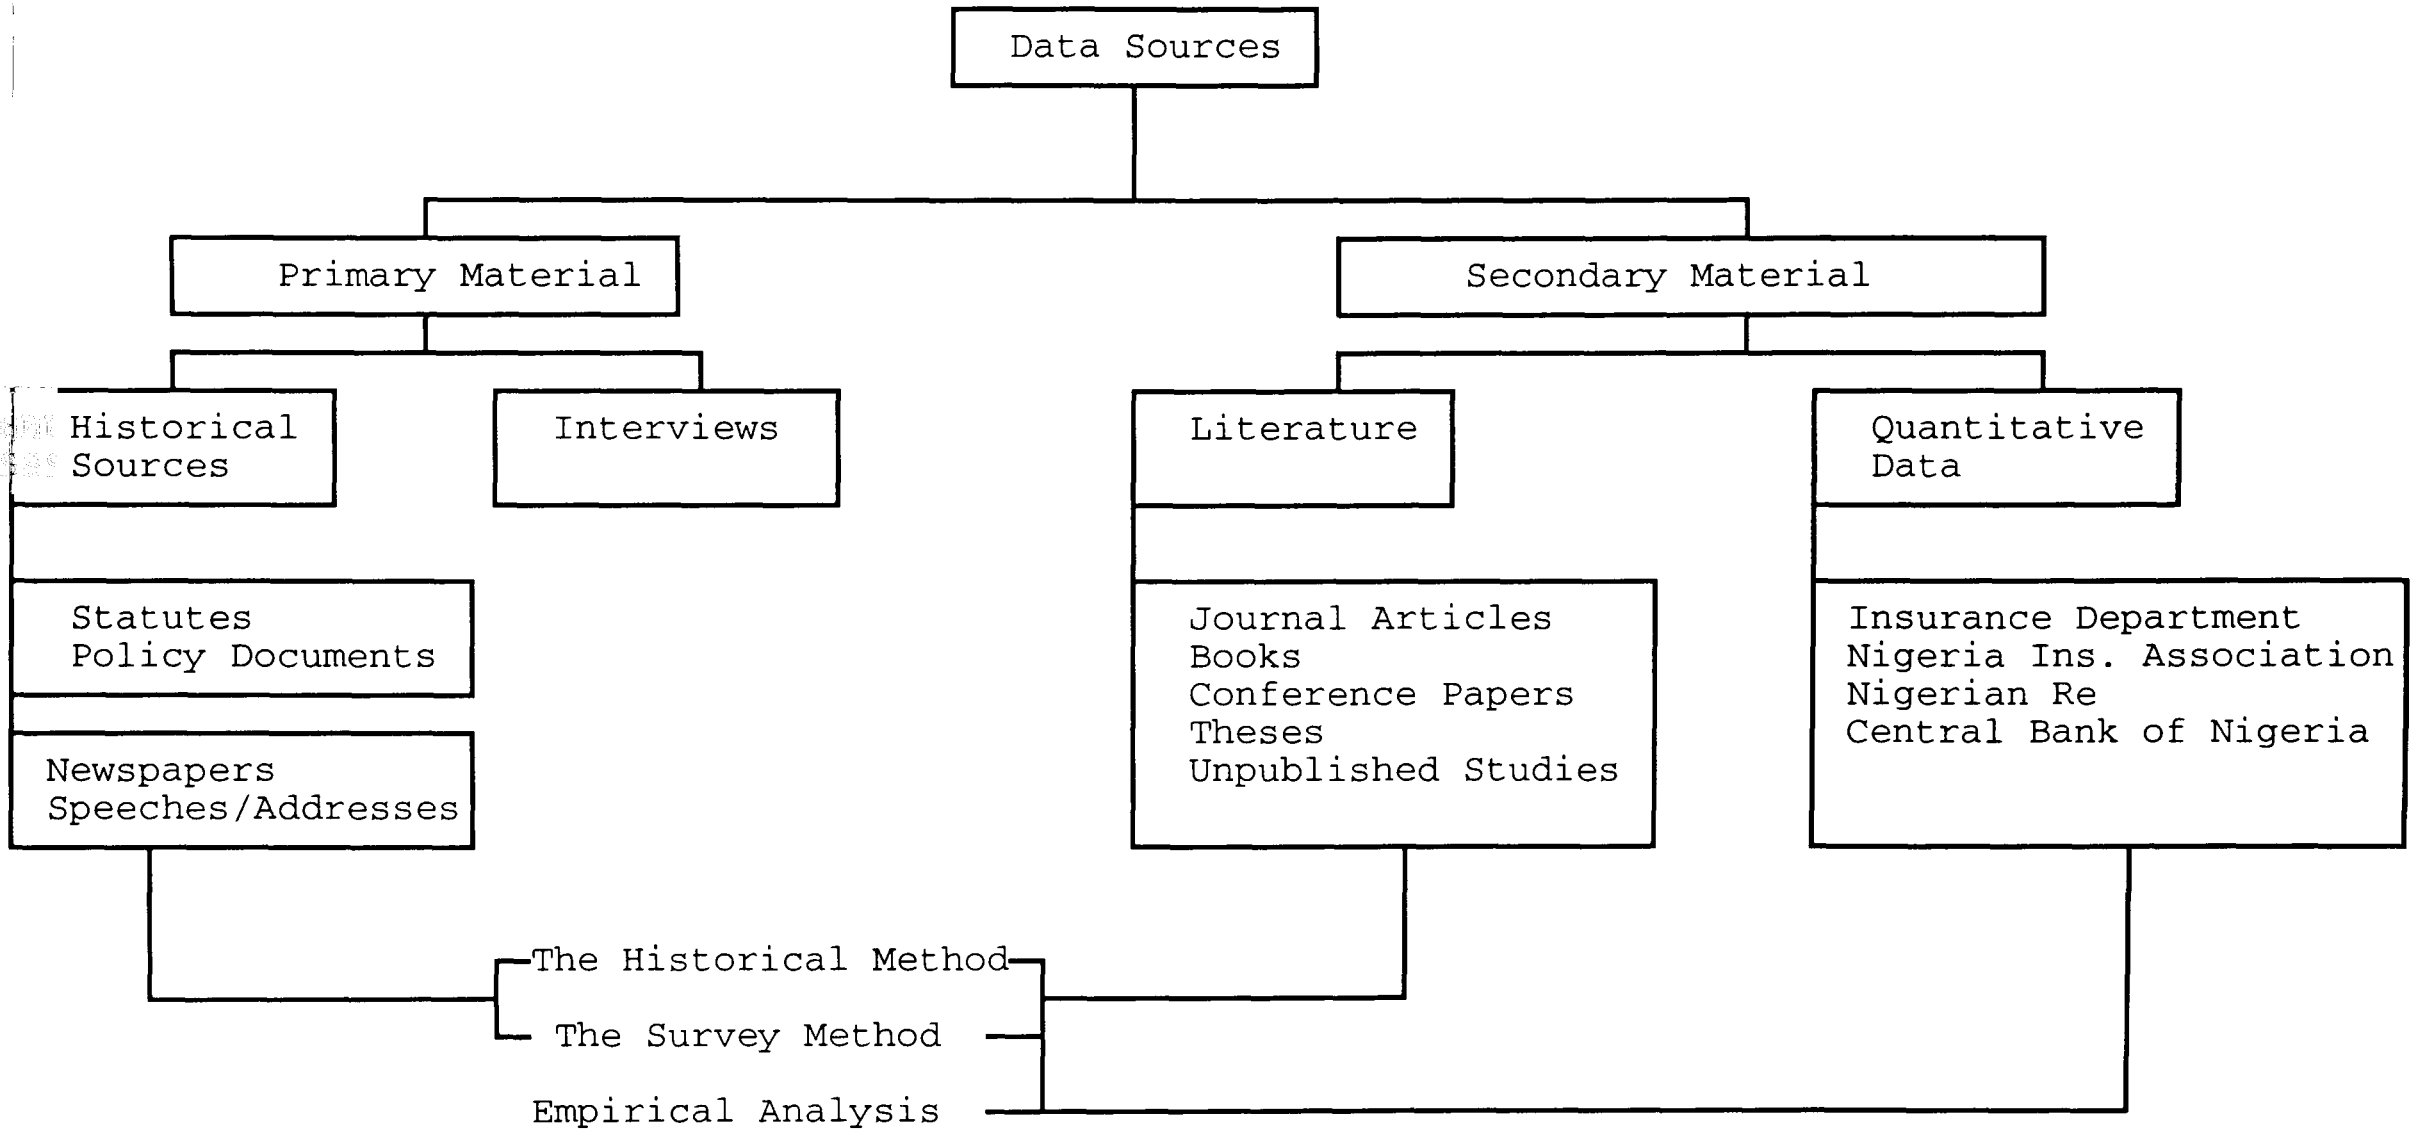 Data Sources
Primary Material
Secondary Material
Historical
Sources
Interviews
Literature
Quantitative
Data
Statutes
Policy Documents
Newspapers
Speeches/Addresses
Journal Articles
Books
Conference Papers
Theses
Unpublished Studies
Insurance Department
Nigeria Ins. Association
Nigerian Re
Central Bank of Nigeria
The Historical Method
The Survey Method
Empirical Analysis